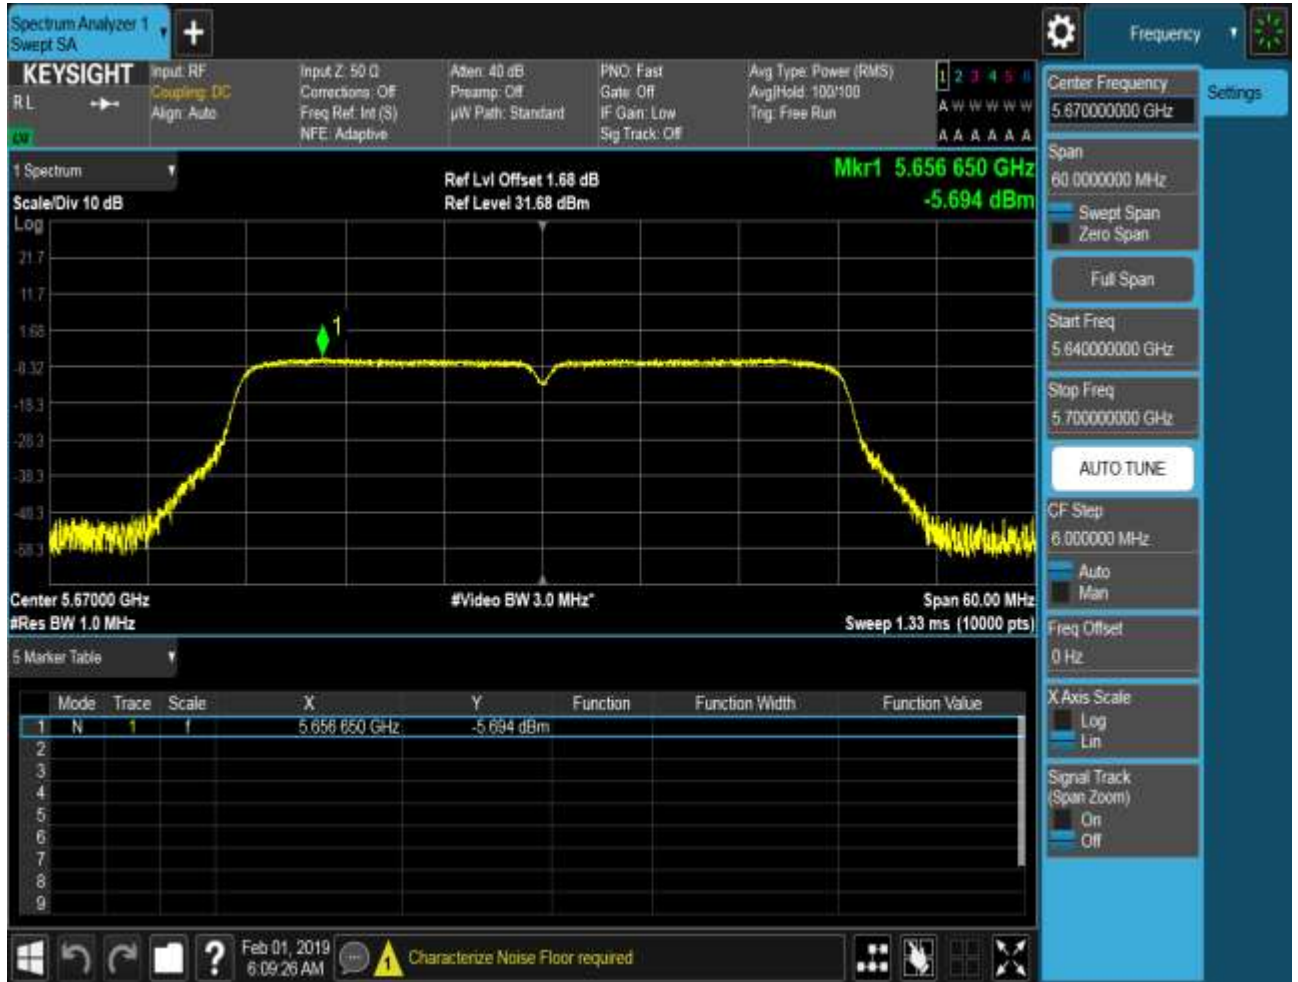 Spectrum Analyzer 1
Swept SA
Frequency
KEYSIGHT
R L
Input: RF
Coupling: DC
Align: Auto
Input Z: 50 Ω
Corrections: Off
Freq Ref: Int (S)
NFE: Adaptive
Atten: 40 dB
Preamp: Off
µW Path: Standard
PNO: Fast
Gate: Off
IF Gain: Low
Sig Track: Off
Avg Type: Power (RMS)
Avg|Hold: 100/100
Trig: Free Run
1 2 3 4 5 6
A W W W W W
A A A A A A
1 Spectrum
Scale/Div 10 dB
Ref Lvl Offset 1.68 dB
Ref Level 31.68 dBm
Mkr1 5.656 650 GHz
-5.694 dBm
Log
21.7
11.7
1.68
-8.32
-18.3
-28.3
-38.3
-48.3
-58.3
1
Center 5.67000 GHz
#Res BW 1.0 MHz
#Video BW 3.0 MHz*
Span 60.00 MHz
Sweep 1.33 ms (10000 pts)
5 Marker Table
Mode Trace Scale X Y Function Function Width Function Value
1 N 1 f 5.656 650 GHz -5.694 dBm
2
3
4
5
6
7
8
9
Feb 01, 2019
6:09:26 AM
1
Characterize Noise Floor required
Settings
Center Frequency
5.670000000 GHz
Span
60.0000000 MHz
Swept Span
Zero Span
Full Span
Start Freq
5.640000000 GHz
Stop Freq
5.700000000 GHz
AUTO TUNE
CF Step
6.000000 MHz
Auto
Man
Freq Offset
0 Hz
X Axis Scale
Log
Lin
Signal Track
(Span Zoom)
On
Off